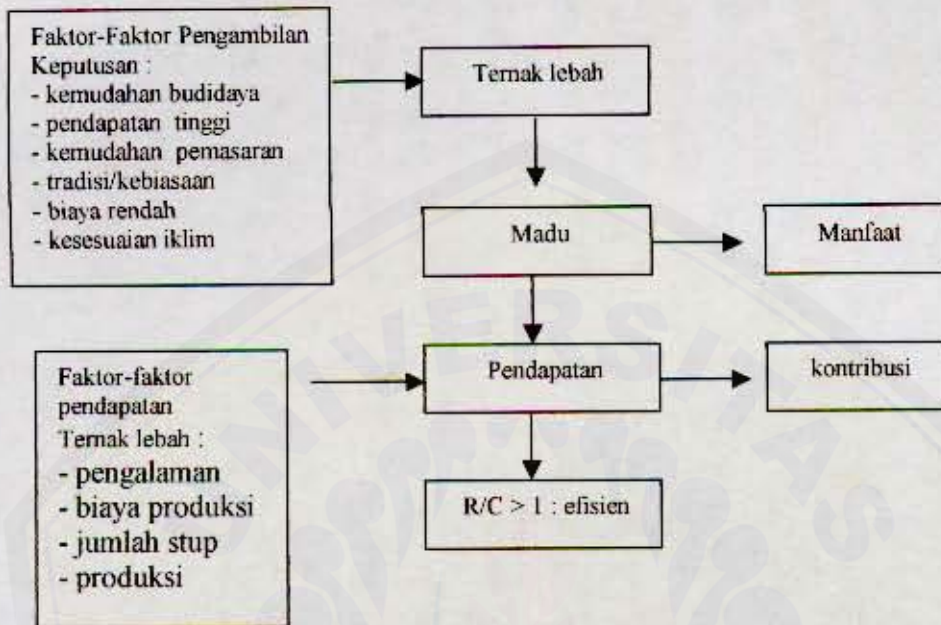 Faktor-Faktor Pengambilan
Keputusan :
- kemudahan budidaya
- pendapatan tinggi
- kemudahan pemasaran
- tradisi/kebiasaan
- biaya rendah
- kesesuaian iklim
Ternak lebah
Madu
Manfaat
Faktor-faktor
pendapatan
Ternak lebah :
- pengalaman
- biaya produksi
- jumlah stup
- produksi
Pendapatan
kontribusi
R/C > 1 : efisien
UNIVERSITAS